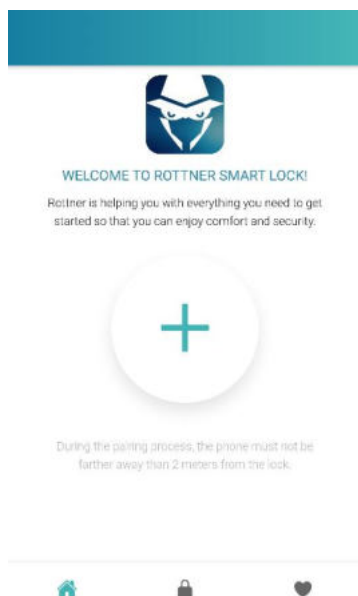 WELCOME TO ROTTNER SMART LOCK!
Rottner is helping you with everything you need to get
started so that you can enjoy comfort and security.
During the pairing process, the phone must not be
farther away than 2 meters from the lock.